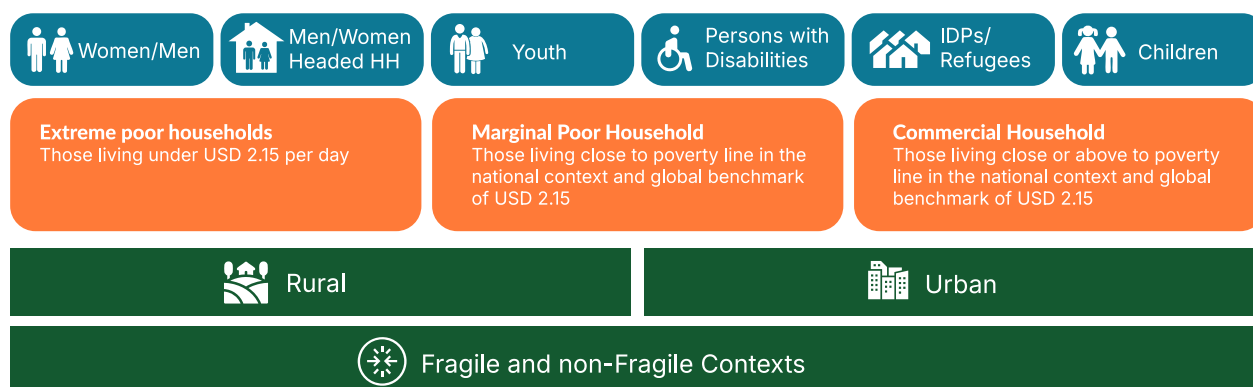 Women/Men
Men/Women
Headed HH
Youth
Persons with
Disabilities
IDPs/
Refugees
Children
Extreme poor households
Those living under USD 2.15 per day
Marginal Poor Household
Those living close to poverty line in the
national context and global benchmark
of USD 2.15
Commercial Household
Those living close or above to poverty
line in the national context and global
benchmark of USD 2.15
Rural
Urban
Fragile and non-Fragile Contexts